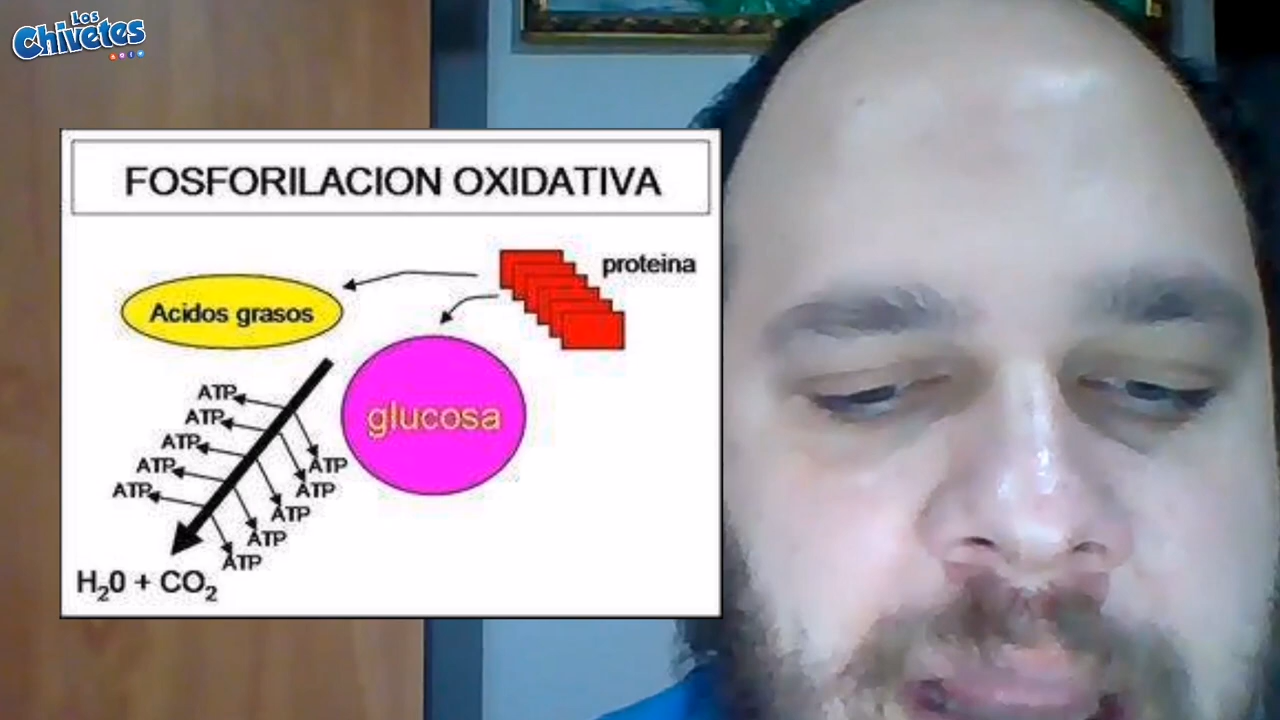 Los
Chivetes
FOSFORILACION OXIDATIVA
proteina
Acidos grasos
glucosa
ATP
ATP
ATP
ATP
ATP
ATP
ATP
ATP
ATP
ATP
H₂0 + CO₂